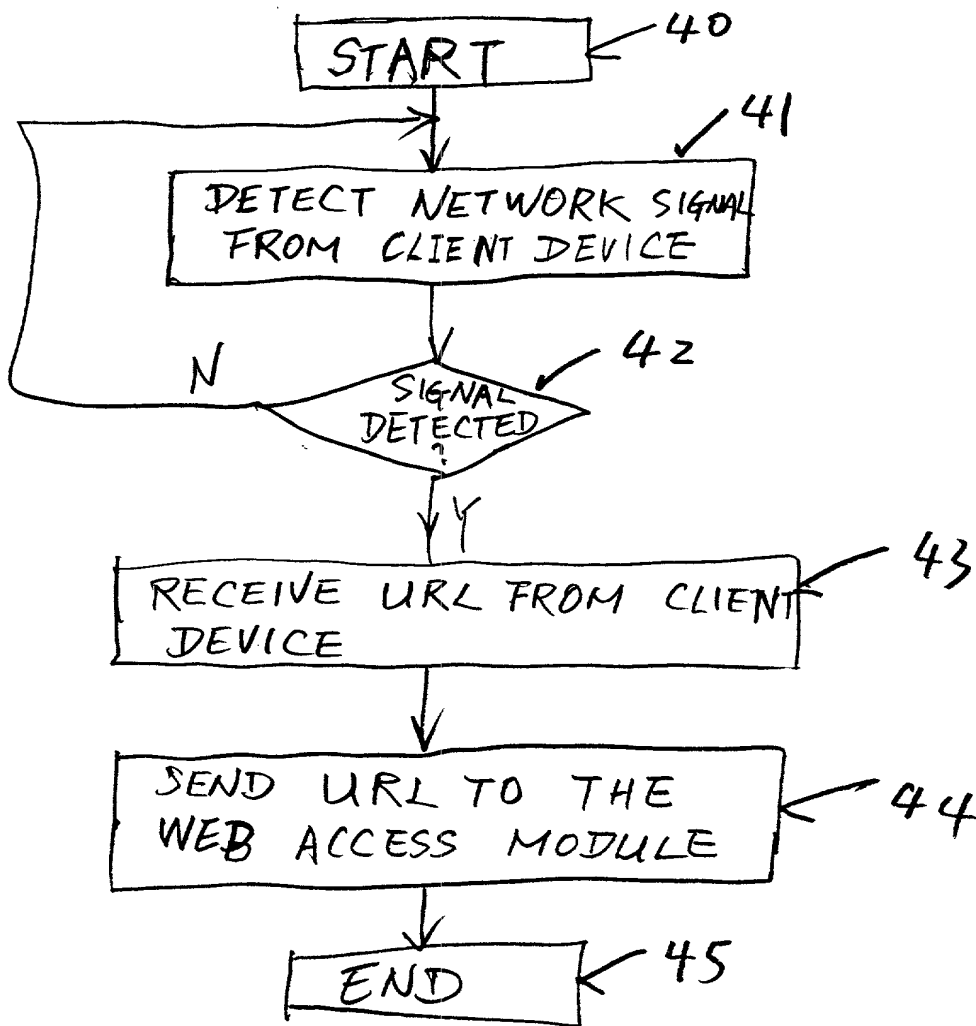 START
40
41
DETECT NETWORK SIGNAL
FROM CLIENT DEVICE
N
42
SIGNAL
DETECTED
?
Y
43
RECEIVE URL FROM CLIENT
DEVICE
SEND URL TO THE
WEB ACCESS MODULE
44
END
45